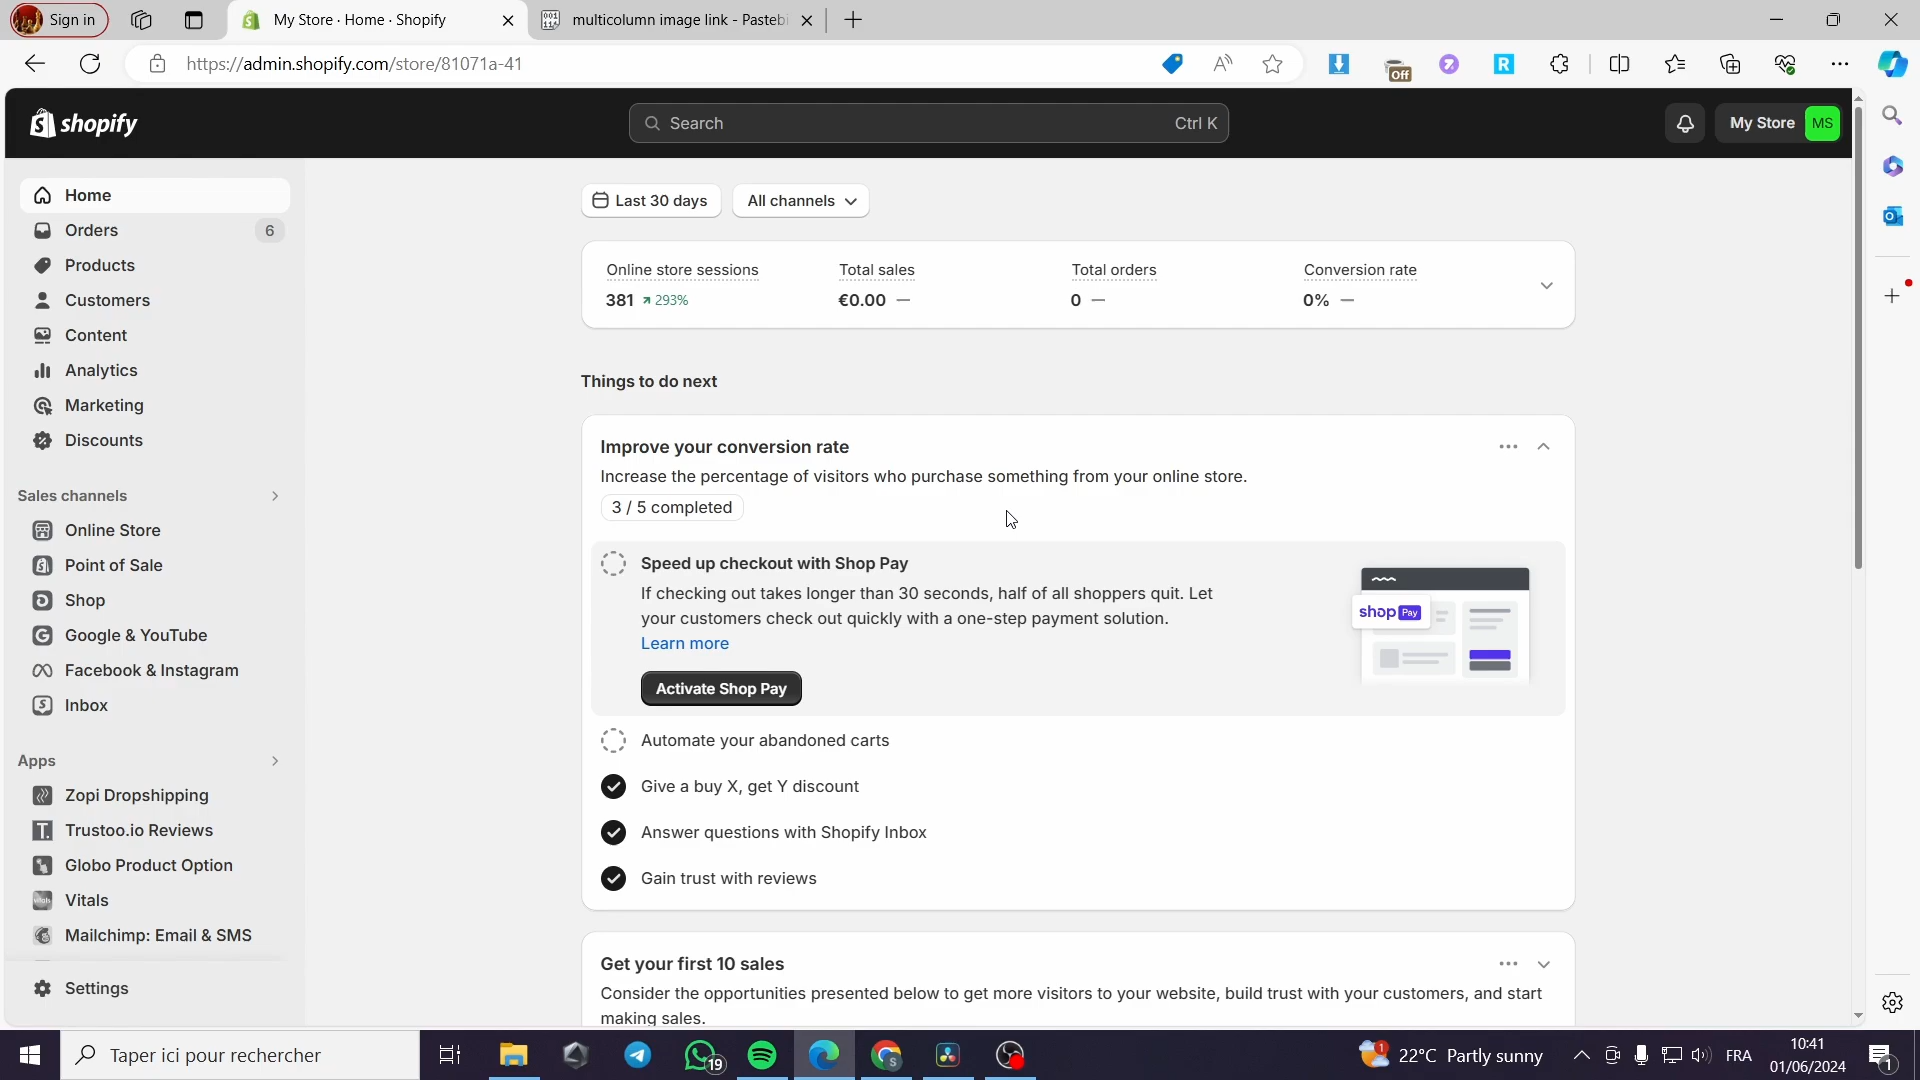 Sign in
My Store · Home · Shopify
multicolumn image link - Pastebi
https://admin.shopify.com/store/81071a-41
Off
shopify
Search
Ctrl K
My Store
MS
Home
Orders
6
Products
Customers
Content
Analytics
Marketing
Discounts
Sales channels
Online Store
Point of Sale
Shop
Google & YouTube
Facebook & Instagram
Inbox
Apps
Zopi Dropshipping
Trustoo.io Reviews
Globo Product Option
Vitals
Mailchimp: Email & SMS
Settings
Last 30 days
All channels
Online store sessions
381
293%
Total sales
€0.00 —
Total orders
0 —
Conversion rate
0% —
Things to do next
Improve your conversion rate
Increase the percentage of visitors who purchase something from your online store.
3 / 5 completed
Speed up checkout with Shop Pay
If checking out takes longer than 30 seconds, half of all shoppers quit. Let
your customers check out quickly with a one-step payment solution.
Learn more
Activate Shop Pay
shop Pay
Automate your abandoned carts
Give a buy X, get Y discount
Answer questions with Shopify Inbox
Gain trust with reviews
Get your first 10 sales
Consider the opportunities presented below to get more visitors to your website, build trust with your customers, and start
making sales.
Taper ici pour rechercher
19
22°C Partly sunny
FRA
10:41
01/06/2024
1